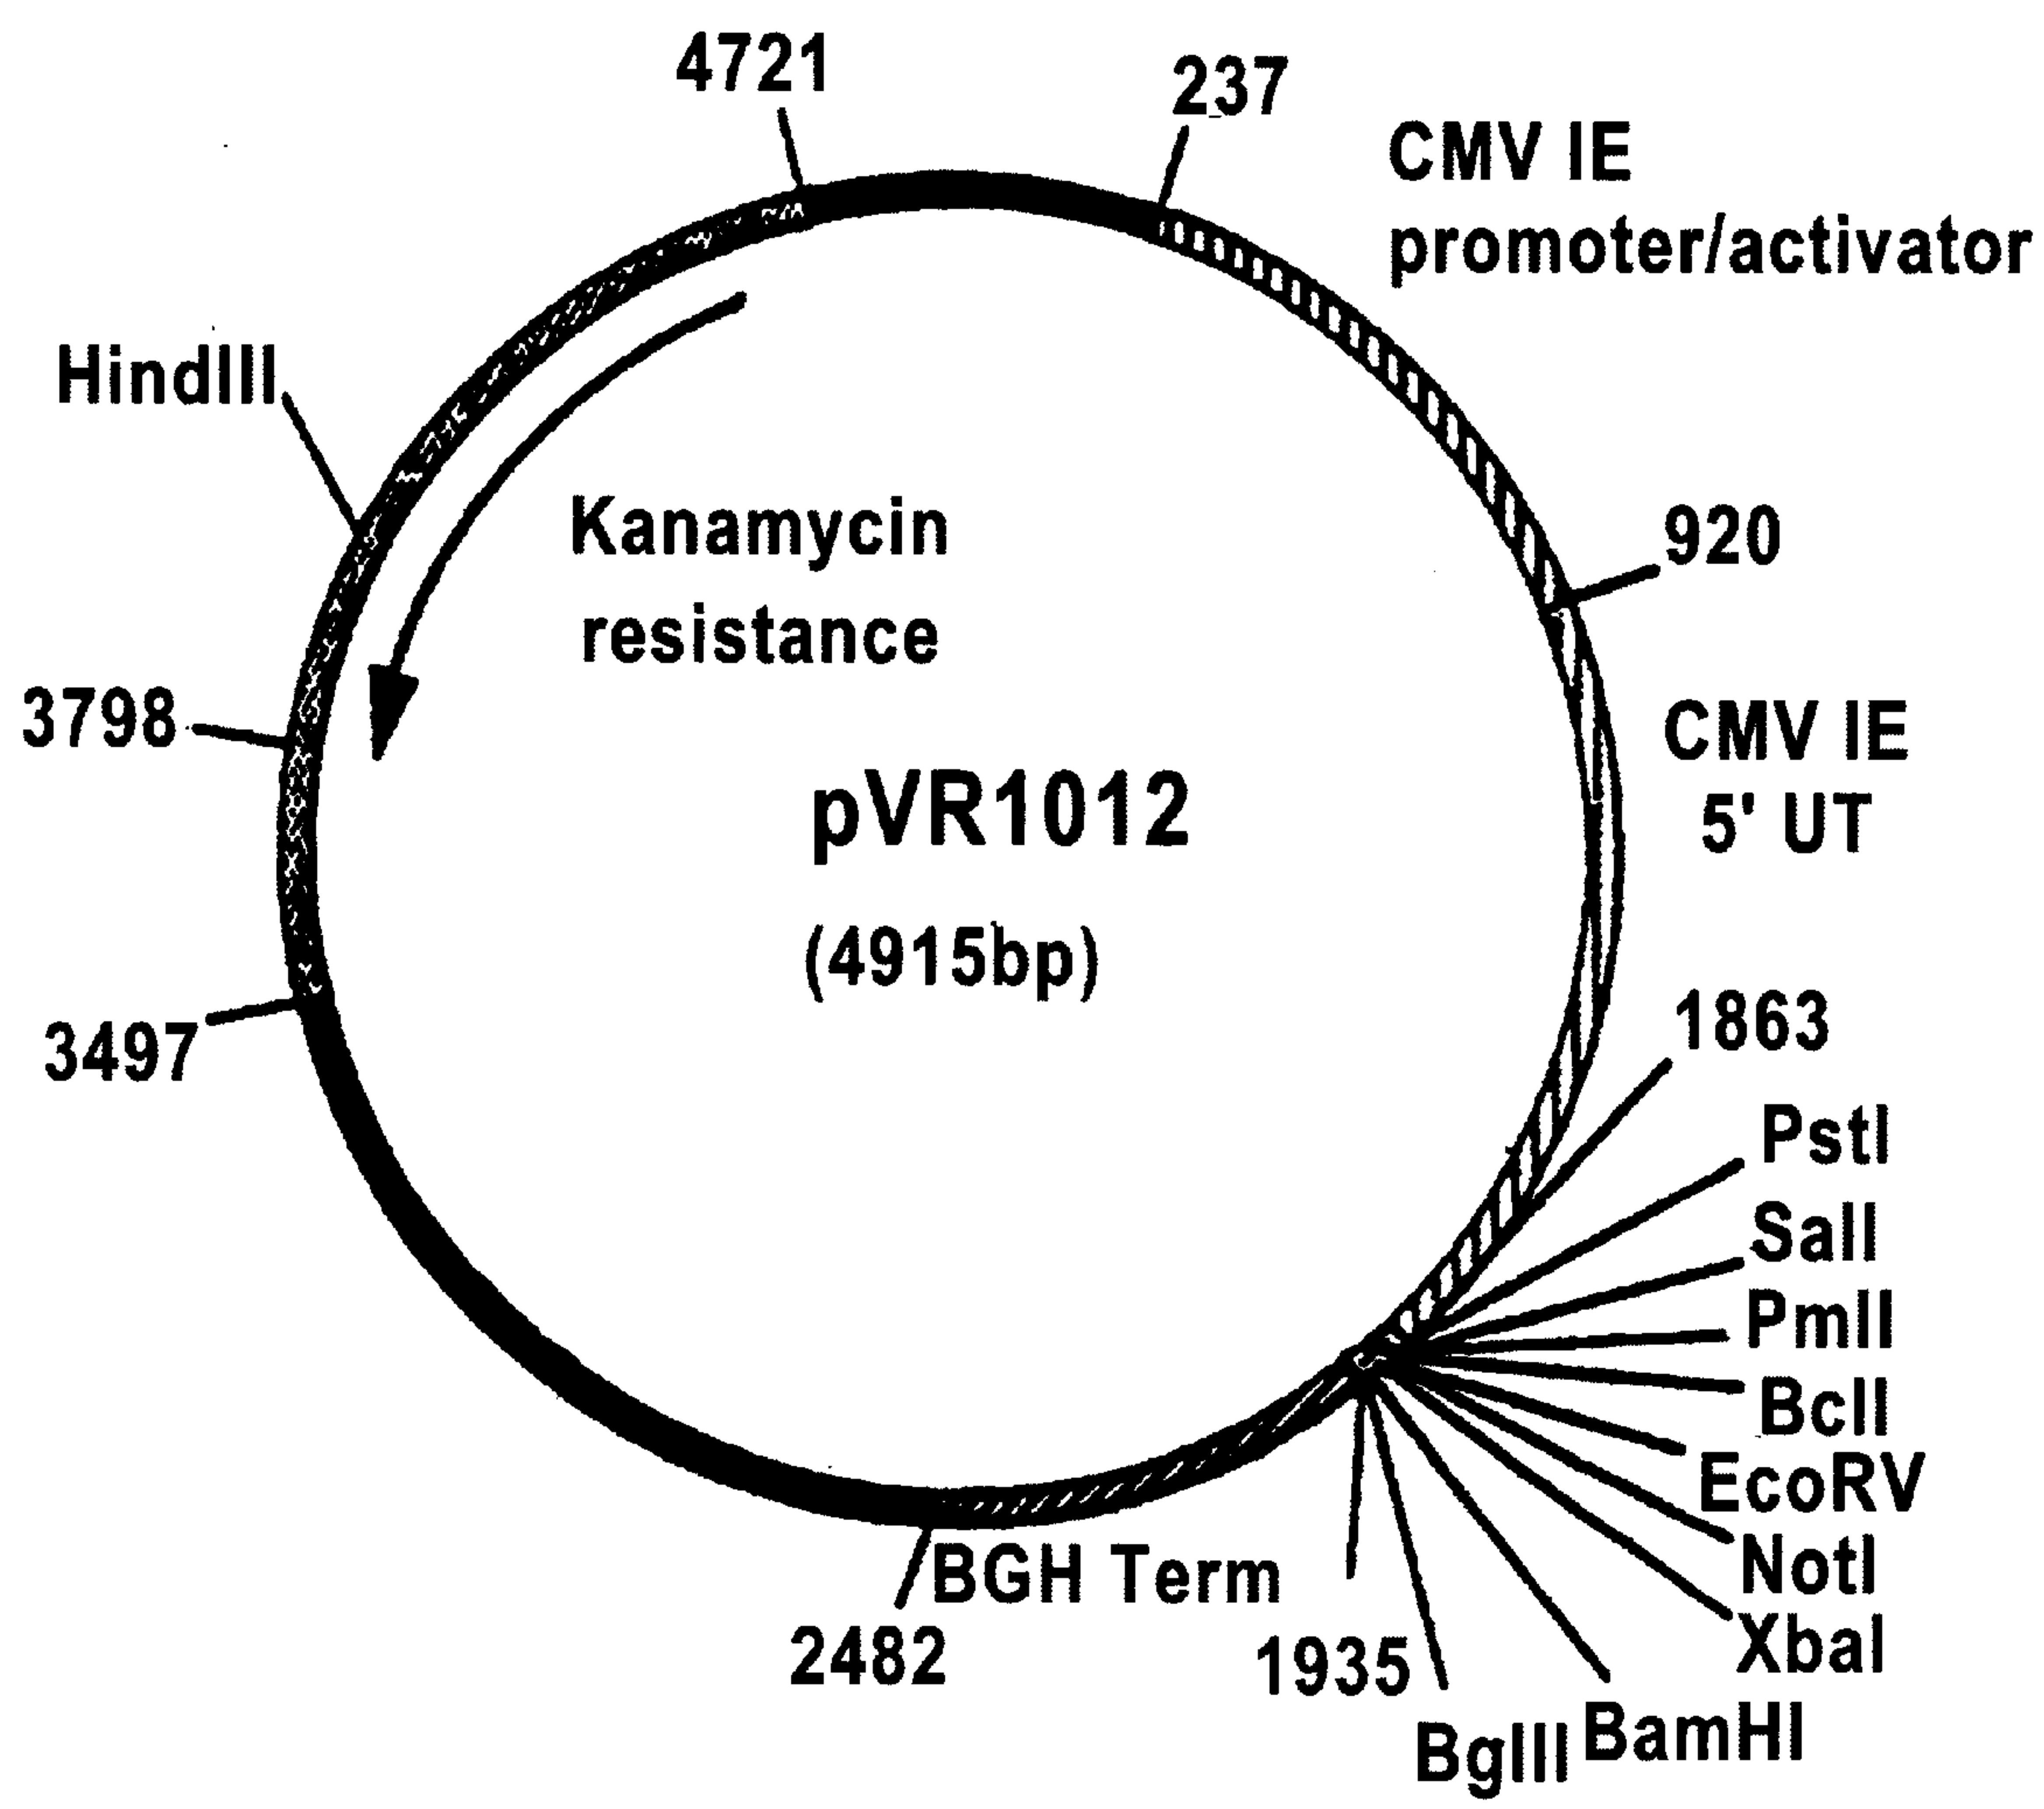 4721
237
CMV IE
promoter/activator
HindIII
Kanamycin
resistance
920
3798
CMV IE
5' UT
pVR1012
(4915bp)
3497
1863
PstI
SalI
PmlI
BclI
EcoRV
NotI
XbaI
BamHI
BglII
1935
BGH Term
2482